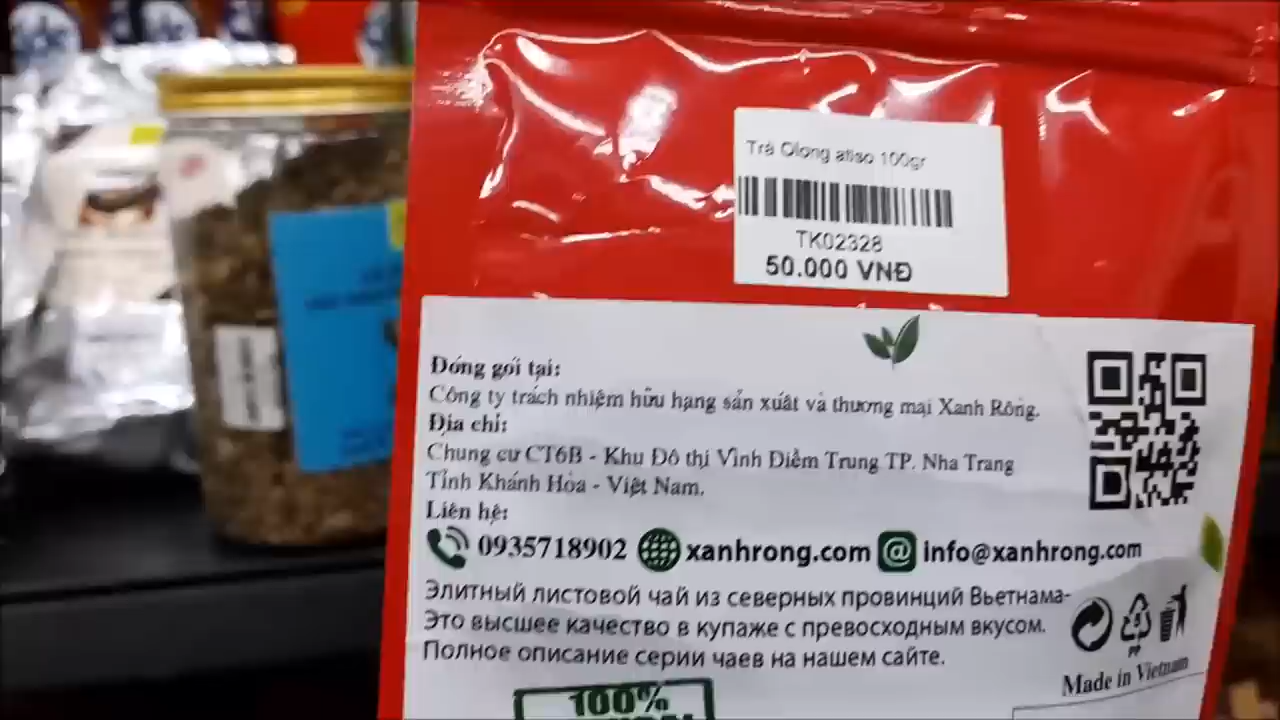 Trà Olong atiso 100gr
TK02328
50.000 VNĐ
Đóng gói tại:
Công ty trách nhiệm hữu hạng sản xuât và thương mại Xanh Rông.
Địa chỉ:
Chung cư CT6B - Khu Đô thị Vĩnh Điềm Trung TP. Nha Trang
Tỉnh Khánh Hòa - Việt Nam.
Liên hệ:
0935718902 xanhrong.com @ info@xanhrong.com
Элитный листовой чай из северных провинций Вьетнама-
Это высшее качество в купаже с превосходным вкусом.
Полное описание серии чаев на нашем сайте.
PP
Made in Vietnam
100%